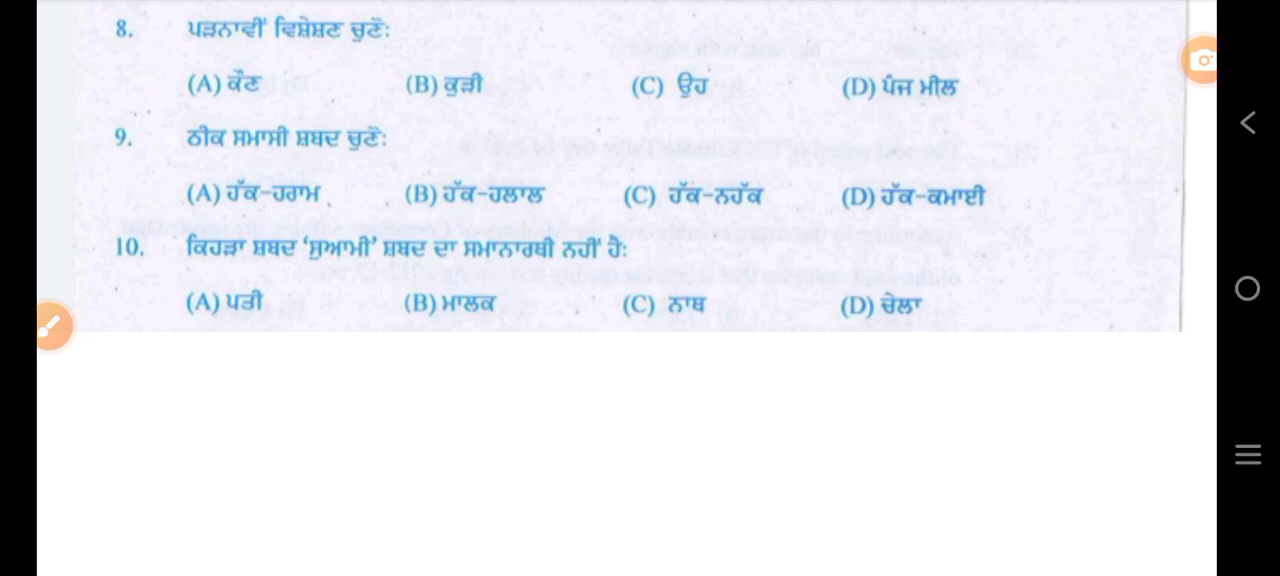 8. ਪੜਨਾਵੀਂ ਵਿਸ਼ੇਸ਼ਣ ਚੁਣੋ:
(A) ਕੌਣ (B) ਕੁੜੀ (C) ਉਹ (D) ਪੰਜ ਮੀਲ
9. ਠੀਕ ਸਮਾਸੀ ਸ਼ਬਦ ਚੁਣੋ:
(A) ਹੱਕ-ਹਰਾਮ (B) ਹੱਕ-ਹਲਾਲ (C) ਹੱਕ-ਨਹੱਕ (D) ਹੱਕ-ਕਮਾਈ
10. ਕਿਹੜਾ ਸ਼ਬਦ ‘ਸੁਆਮੀ’ ਸ਼ਬਦ ਦਾ ਸਮਾਨਾਰਥੀ ਨਹੀਂ ਹੈ:
(A) ਪਤੀ (B) ਮਾਲਕ (C) ਨਾਥ (D) ਚੇਲਾ